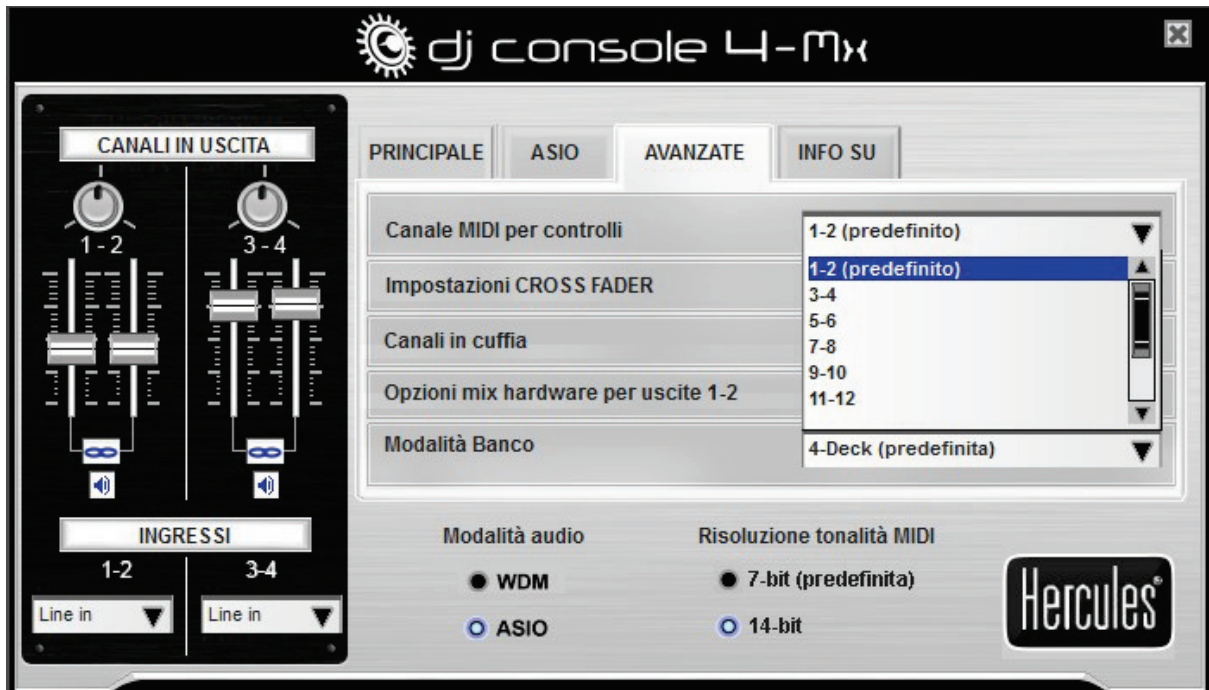 dj console 4-Mx
CANALI IN USCITA
1 - 2
3 - 4
INGRESSI
1-2
3-4
Line in
Line in
PRINCIPALE
ASIO
AVANZATE
INFO SU
Canale MIDI per controlli
1-2 (predefinito)
1-2 (predefinito)
3-4
5-6
7-8
9-10
11-12
Impostazioni CROSS FADER
Canali in cuffia
Opzioni mix hardware per uscite 1-2
Modalità Banco
4-Deck (predefinita)
Modalità audio
WDM
ASIO
Risoluzione tonalità MIDI
7-bit (predefinita)
14-bit
Hercules®